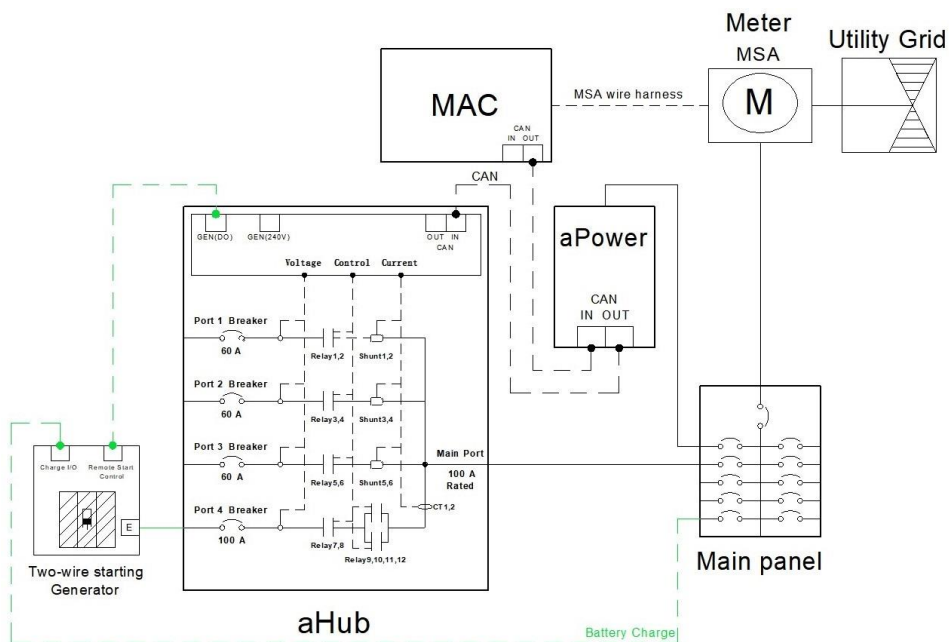 Meter
MSA
Utility Grid
MAC
MSA wire harness
M
CAN
IN OUT
CAN
GEN(DO)
GEN(240V)
OUT IN
CAN
aPower
Voltage Control Current
CAN
IN OUT
Port 1 Breaker
60 A
Relay1,2
Shunt1,2
Port 2 Breaker
60 A
Relay3,4
Shunt3,4
Port 3 Breaker
60 A
Relay5,6
Shunt5,6
Main Port
100 A
Rated
Charge I/O
Remote Start
Control
Port 4 Breaker
100 A
Relay7,8
Relay9,10,11,12
CT1,2
E
Two-wire starting
Generator
Main panel
aHub
Battery Charge